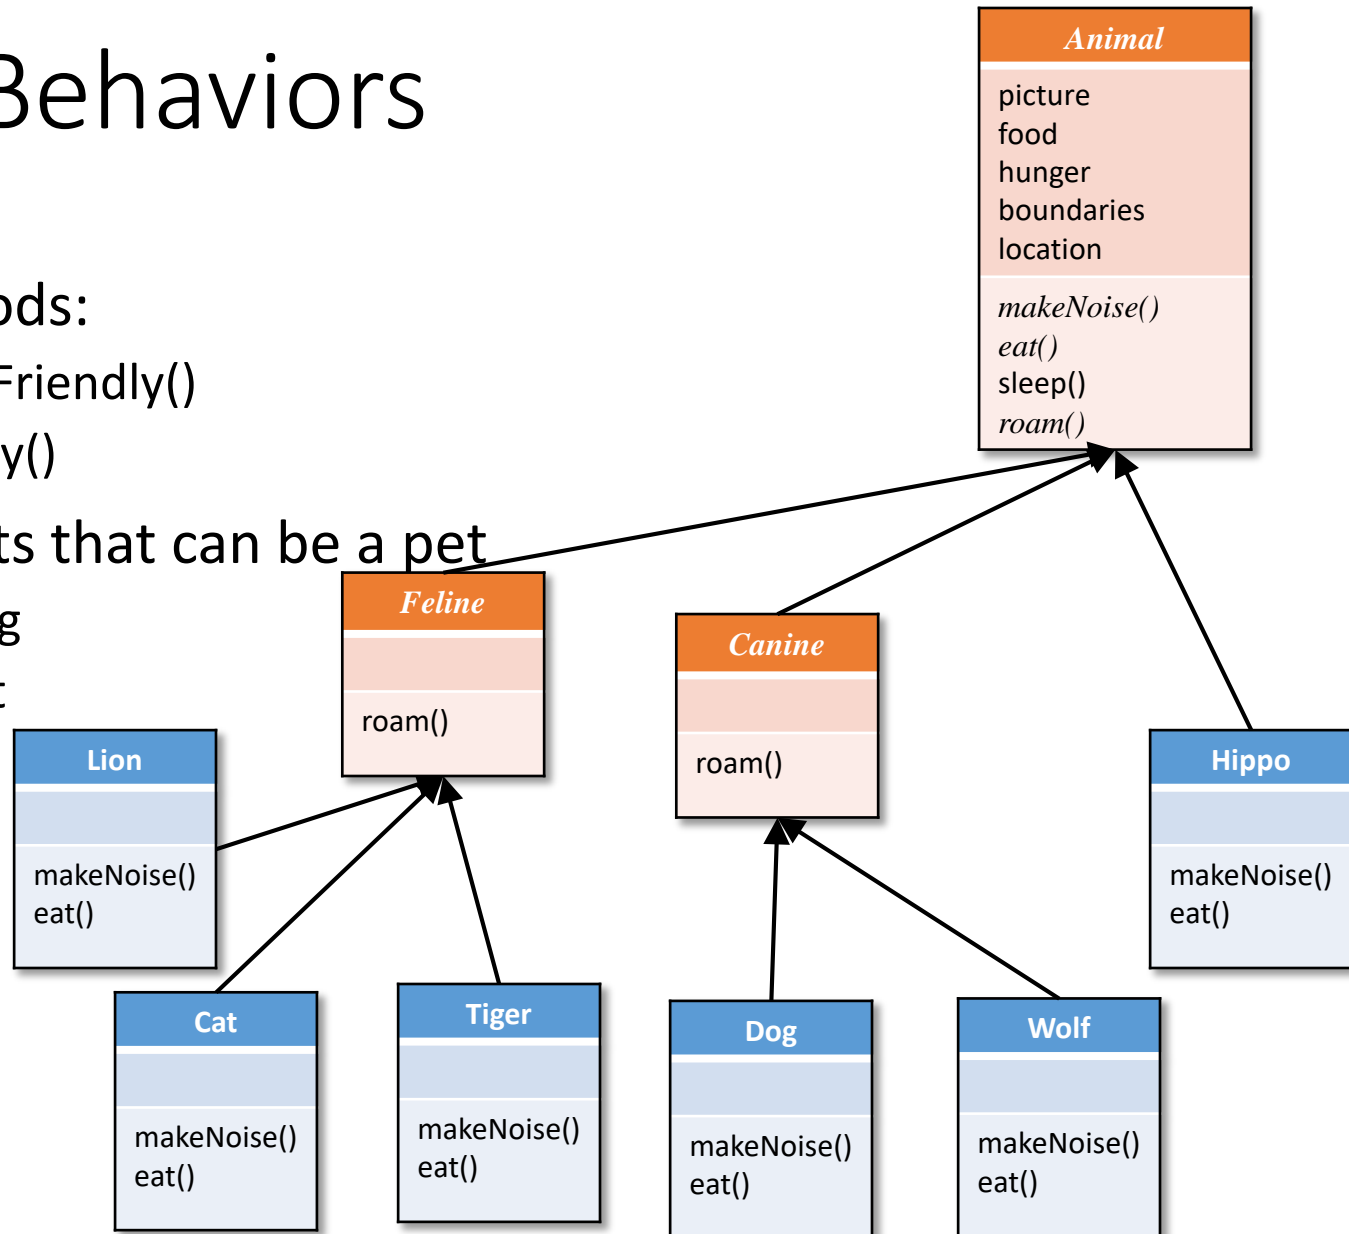 Behaviors
ods:
Friendly()
y()
ts that can be a pet
g
t
Animal
picture
food
hunger
boundaries
location
makeNoise()
eat()
sleep()
roam()
Feline
roam()
Canine
roam()
Lion
makeNoise()
eat()
Hippo
makeNoise()
eat()
Cat
makeNoise()
eat()
Tiger
makeNoise()
eat()
Dog
makeNoise()
eat()
Wolf
makeNoise()
eat()